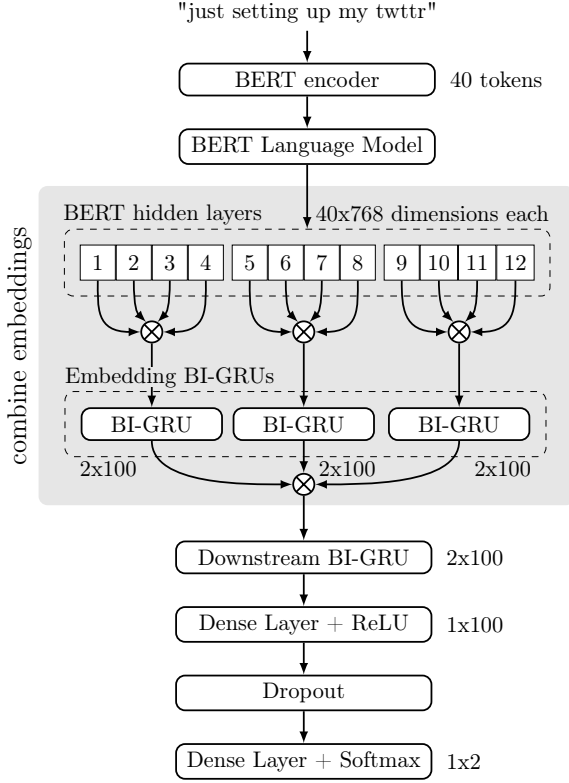 "just setting up my twttr"
BERT encoder 40 tokens
BERT Language Model
combine embeddings
BERT hidden layers 40x768 dimensions each
1 2 3 4 5 6 7 8 9 10 11 12
Embedding BI-GRUs
BI-GRU BI-GRU BI-GRU
2x100 2x100 2x100
Downstream BI-GRU 2x100
Dense Layer + ReLU 1x100
Dropout
Dense Layer + Softmax 1x2